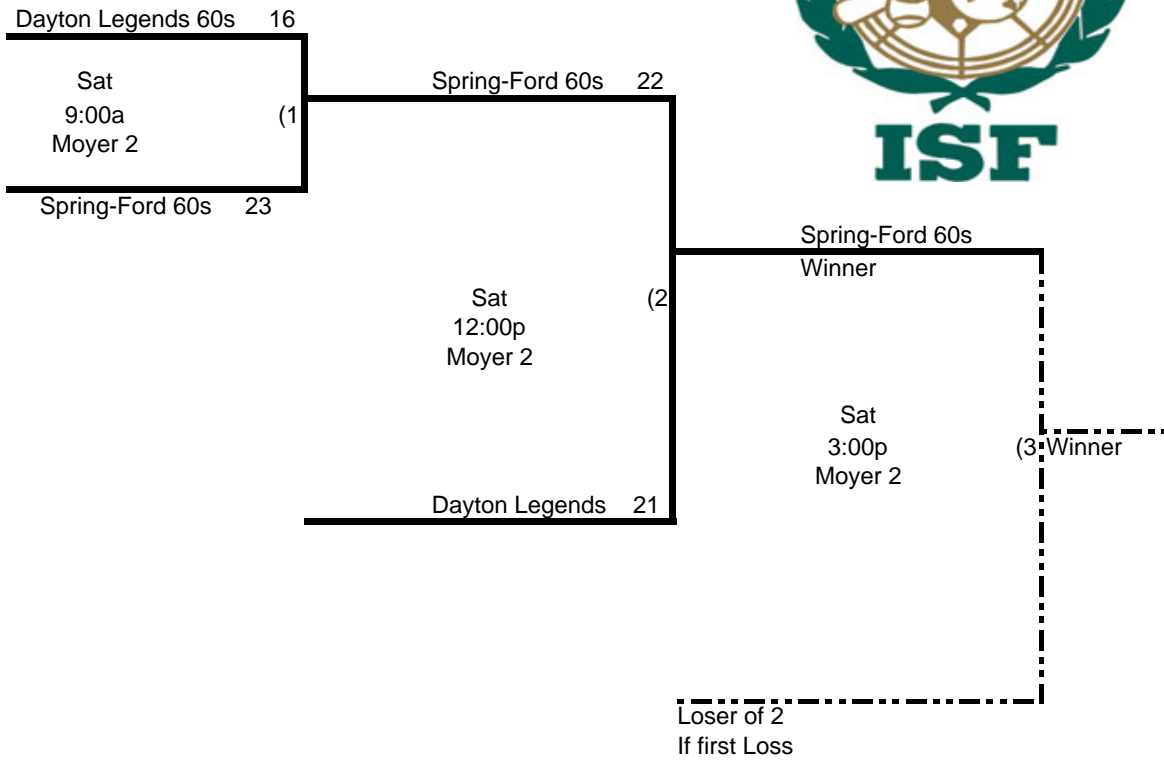 Dayton Legends 60s 16
Sat
9:00a (1
Moyer 2
Spring-Ford 60s 23
Spring-Ford 60s 22
Sat (2
12:00p
Moyer 2
Dayton Legends 21
ISF
Spring-Ford 60s
Winner
Sat
3:00p (3 Winner
Moyer 2
Loser of 2
If first Loss